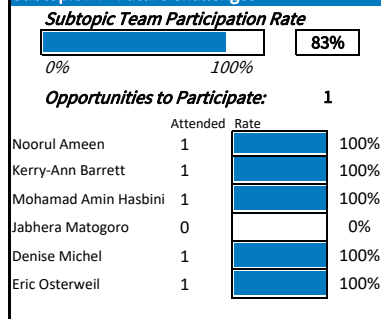 Subtopic Team Participation Rate
83%
0% 100%
Opportunities to Participate: 1
Attended Rate
Noorul Ameen 1 100%
Kerry-Ann Barrett 1 100%
Mohamad Amin Hasbini 1 100%
Jabhera Matogoro 0 0%
Denise Michel 1 100%
Eric Osterweil 1 100%